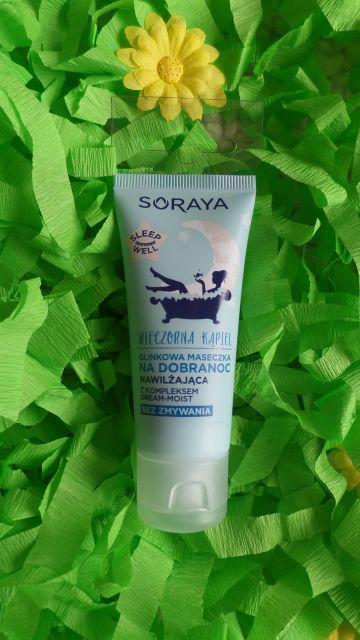 SORAYA
SLEEP
WELL
WIECZORNA KĄPIEL
GLINKOWA MASECZKA
NA DOBRANOC
NAWILŻAJĄCA
Z KOMPLEKSEM
DREAM-MOIST
BEZ ZMYWANIA